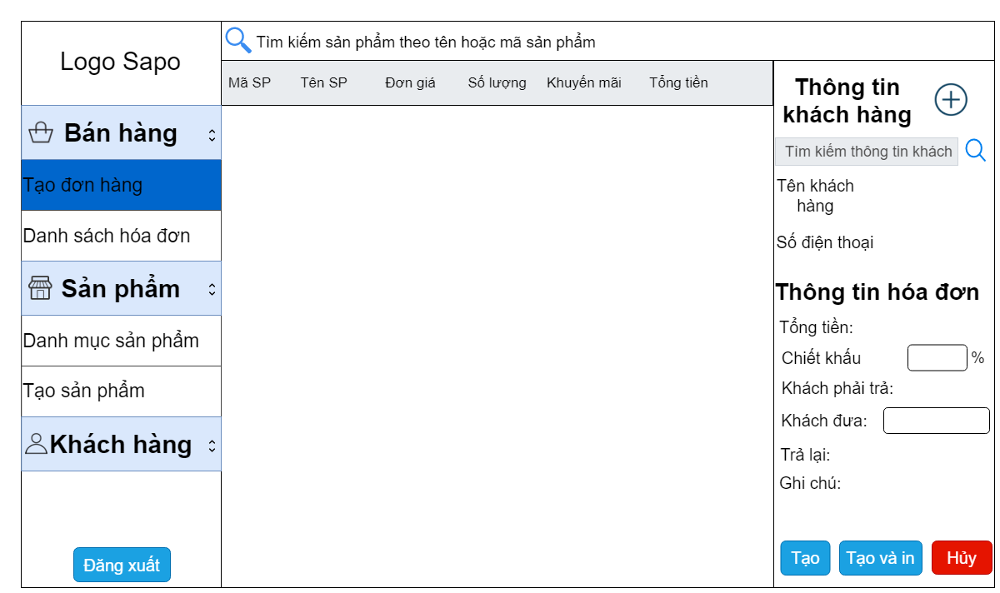 Logo Sapo
Tìm kiếm sản phẩm theo tên hoặc mã sản phẩm
Bán hàng
Tạo đơn hàng
Danh sách hóa đơn
Sản phẩm
Danh mục sản phẩm
Tạo sản phẩm
Khách hàng
Đăng xuất
Mã SP Tên SP Đơn giá Số lượng Khuyến mãi Tổng tiền
Thông tin
khách hàng
Tìm kiếm thông tin khách
Tên khách
hàng
Số điện thoại
Thông tin hóa đơn
Tổng tiền:
Chiết khấu %
Khách phải trả:
Khách đưa:
Trả lại:
Ghi chú:
Tạo Tạo và in Hủy